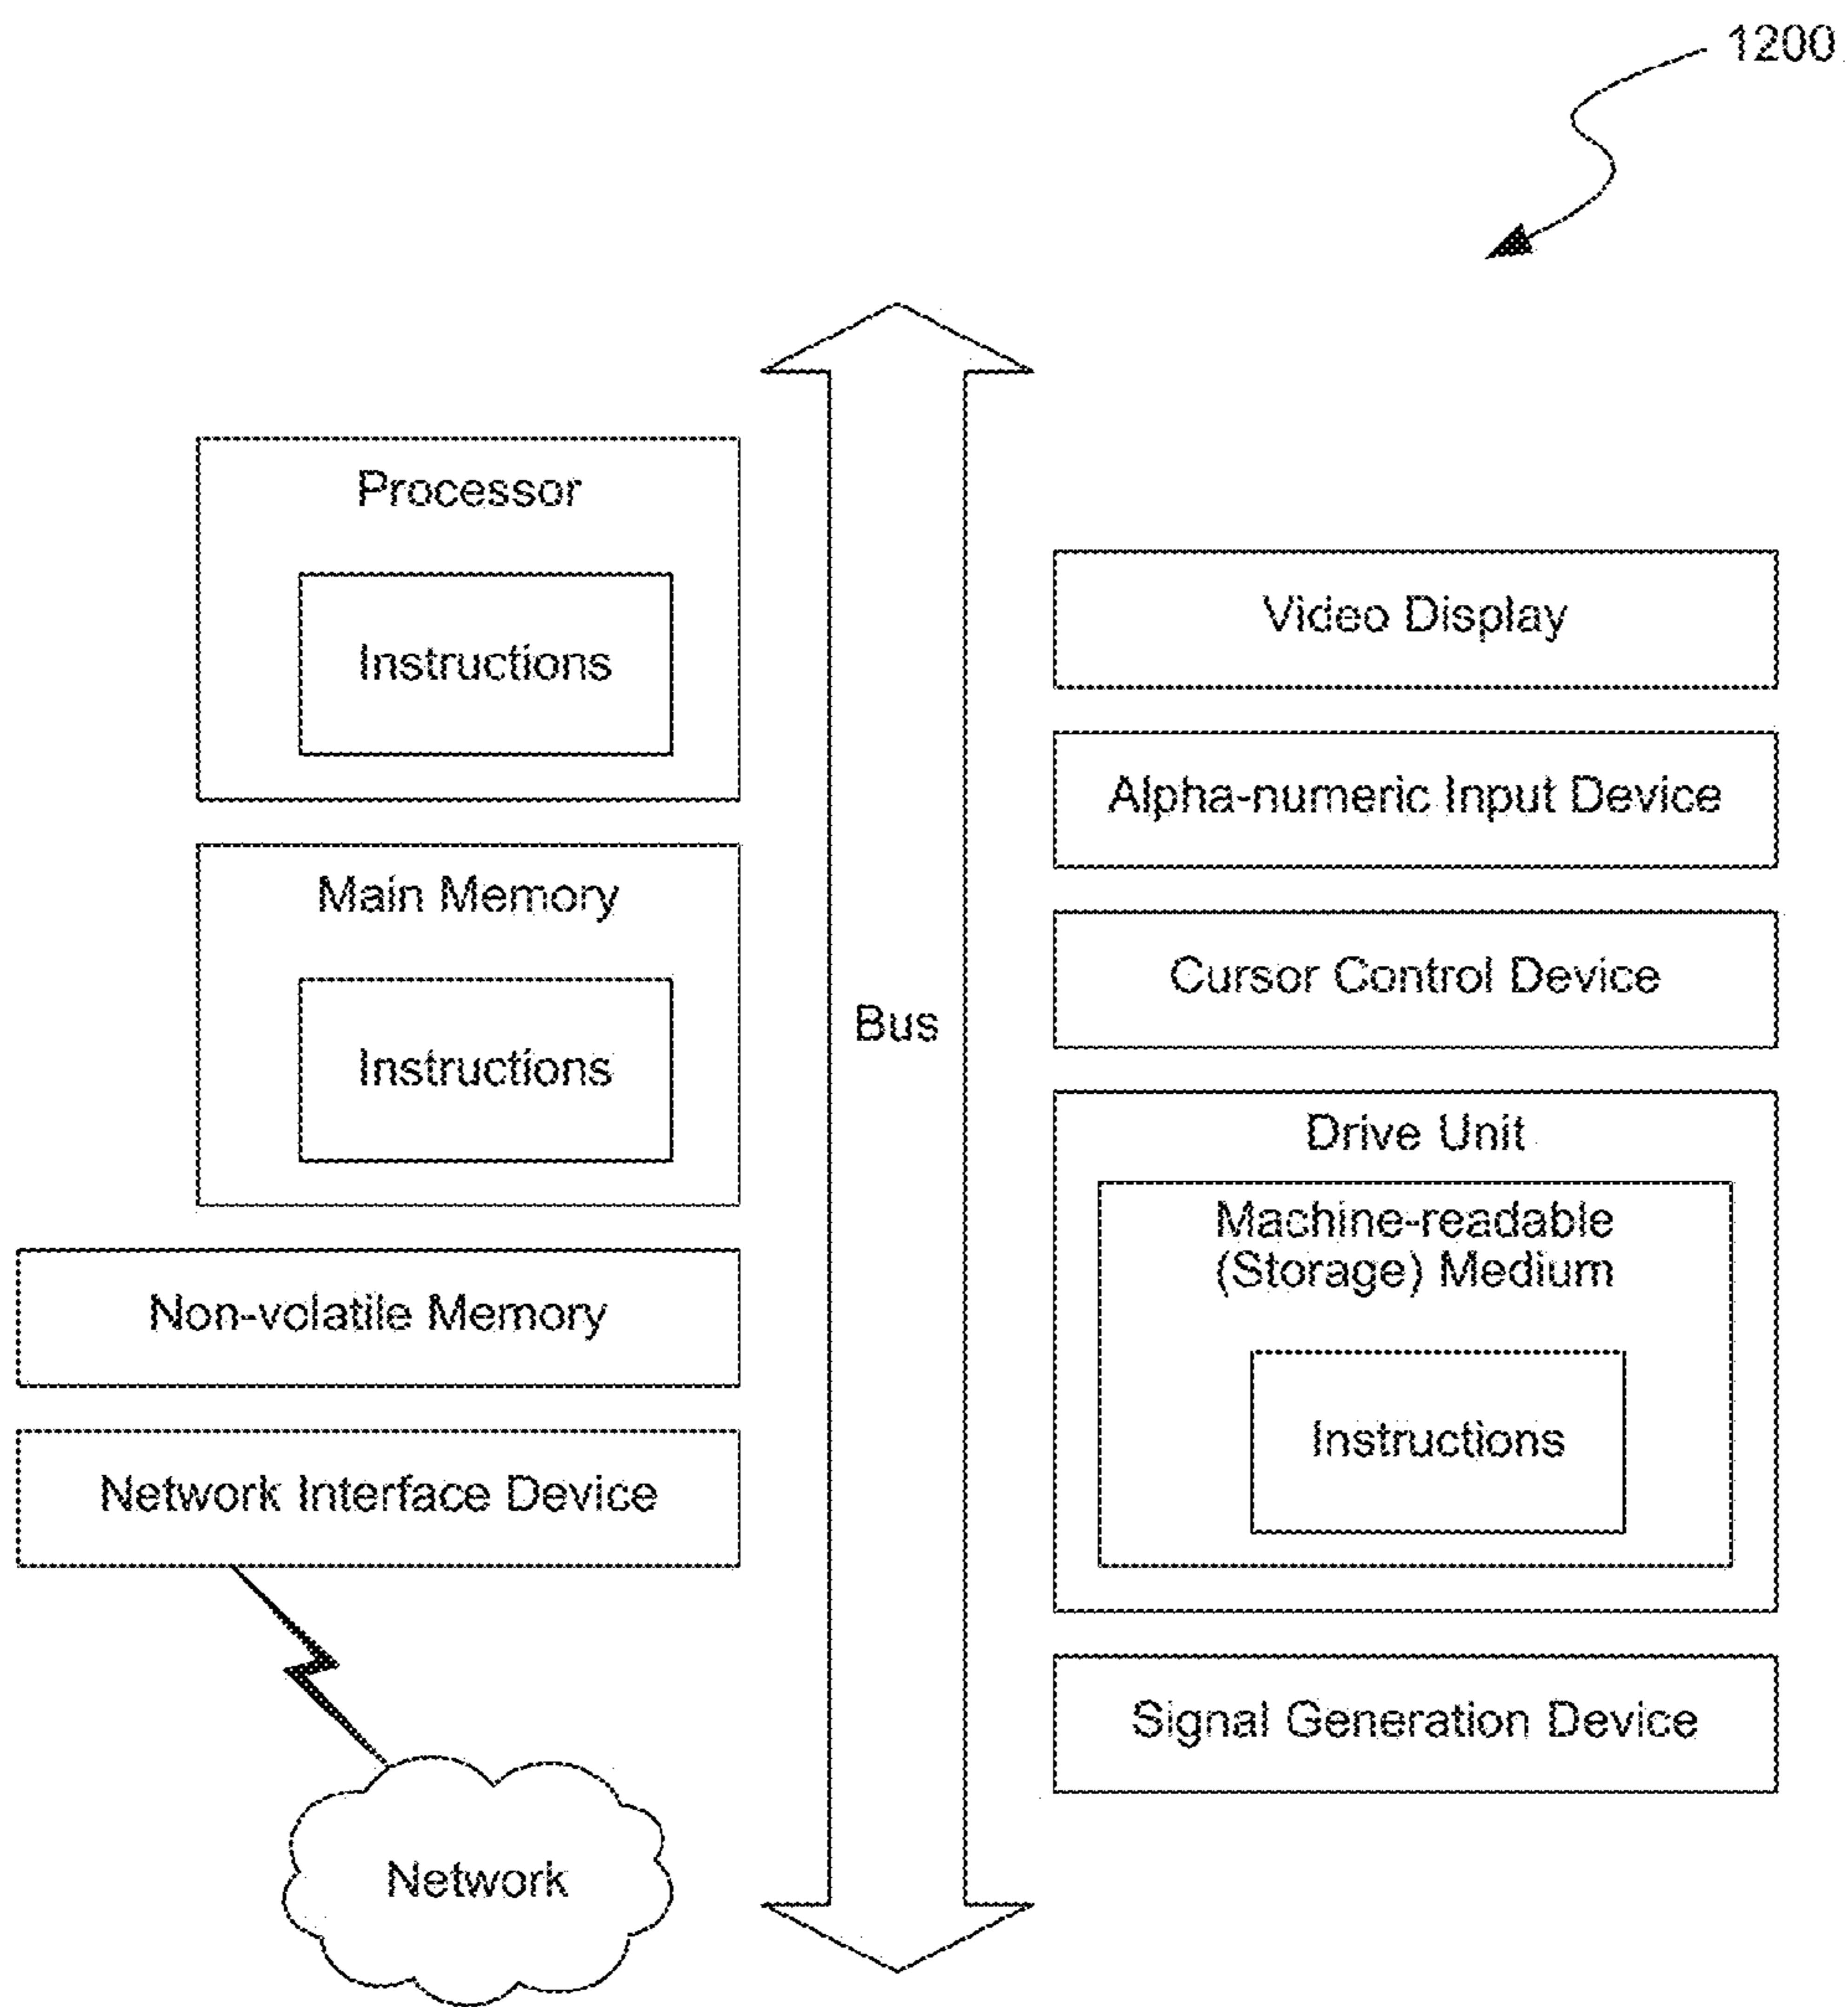 1200
Processor
Instructions
Main Memory
Instructions
Non-volatile Memory
Network Interface Device
Network
Bus
Video Display
Alpha-numeric Input Device
Cursor Control Device
Drive Unit
Machine-readable
(Storage) Medium
Instructions
Signal Generation Device